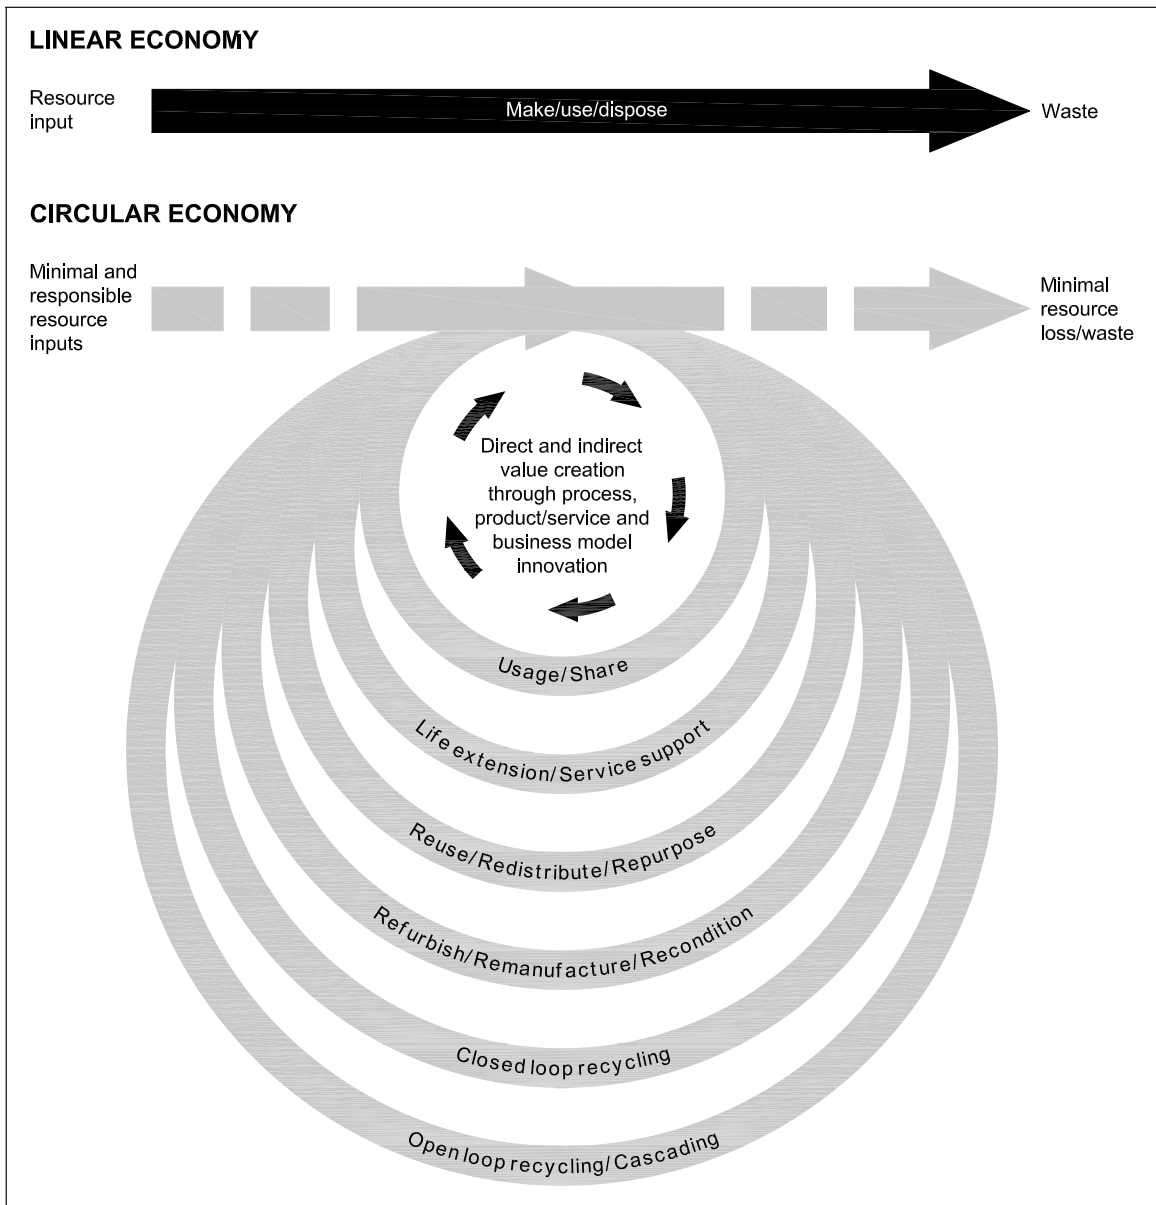 LINEAR ECONOMY
Resource
input
Make/use/dispose
Waste
CIRCULAR ECONOMY
Minimal and
responsible
resource
inputs
Minimal
resource
loss/waste
Direct and indirect
value creation
through process,
product/service and
business model
innovation
Usage/Share
Life extension/Service support
Reuse/Redistribute/Repurpose
Refurbish/Remanufacture/Recondition
Closed loop recycling
Open loop recycling/Cascading